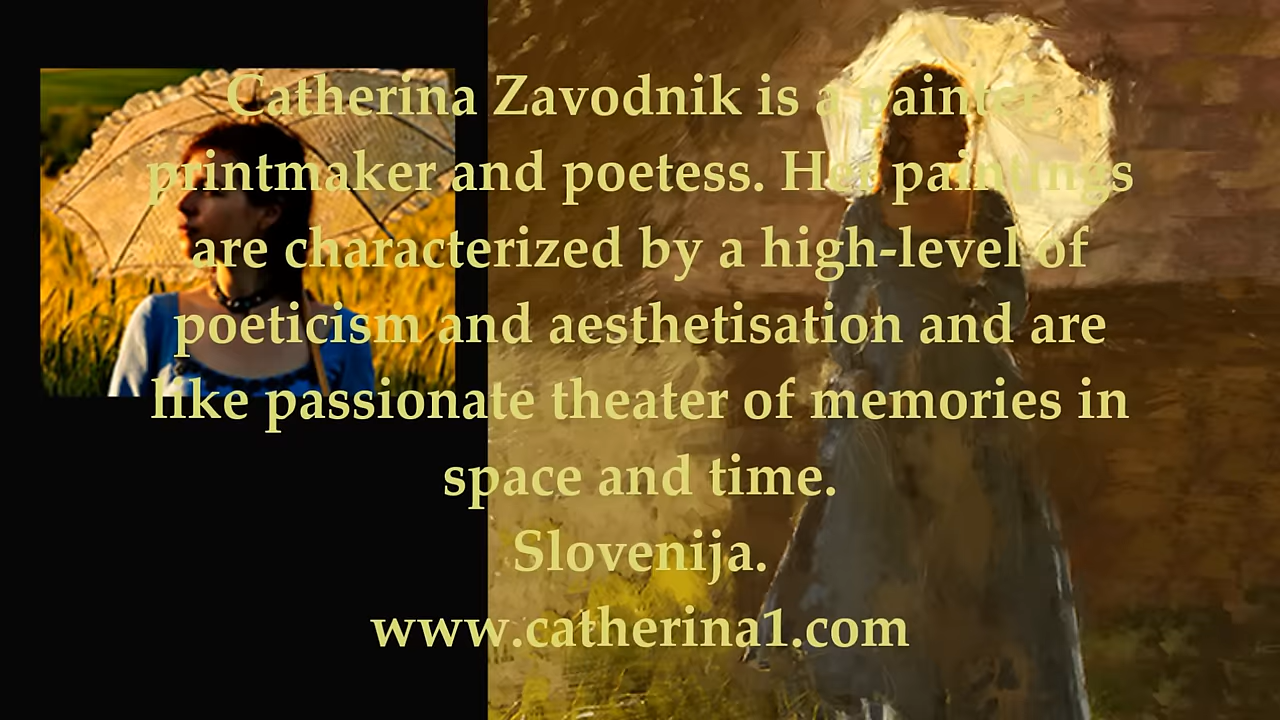 Catherina Zavodnik is a painter,
printmaker and poetess. Her paintings
are characterized by a high-level of
poeticism and aesthetisation and are
like passionate theater of memories in
space and time.
Slovenija.
www.catherina1.com